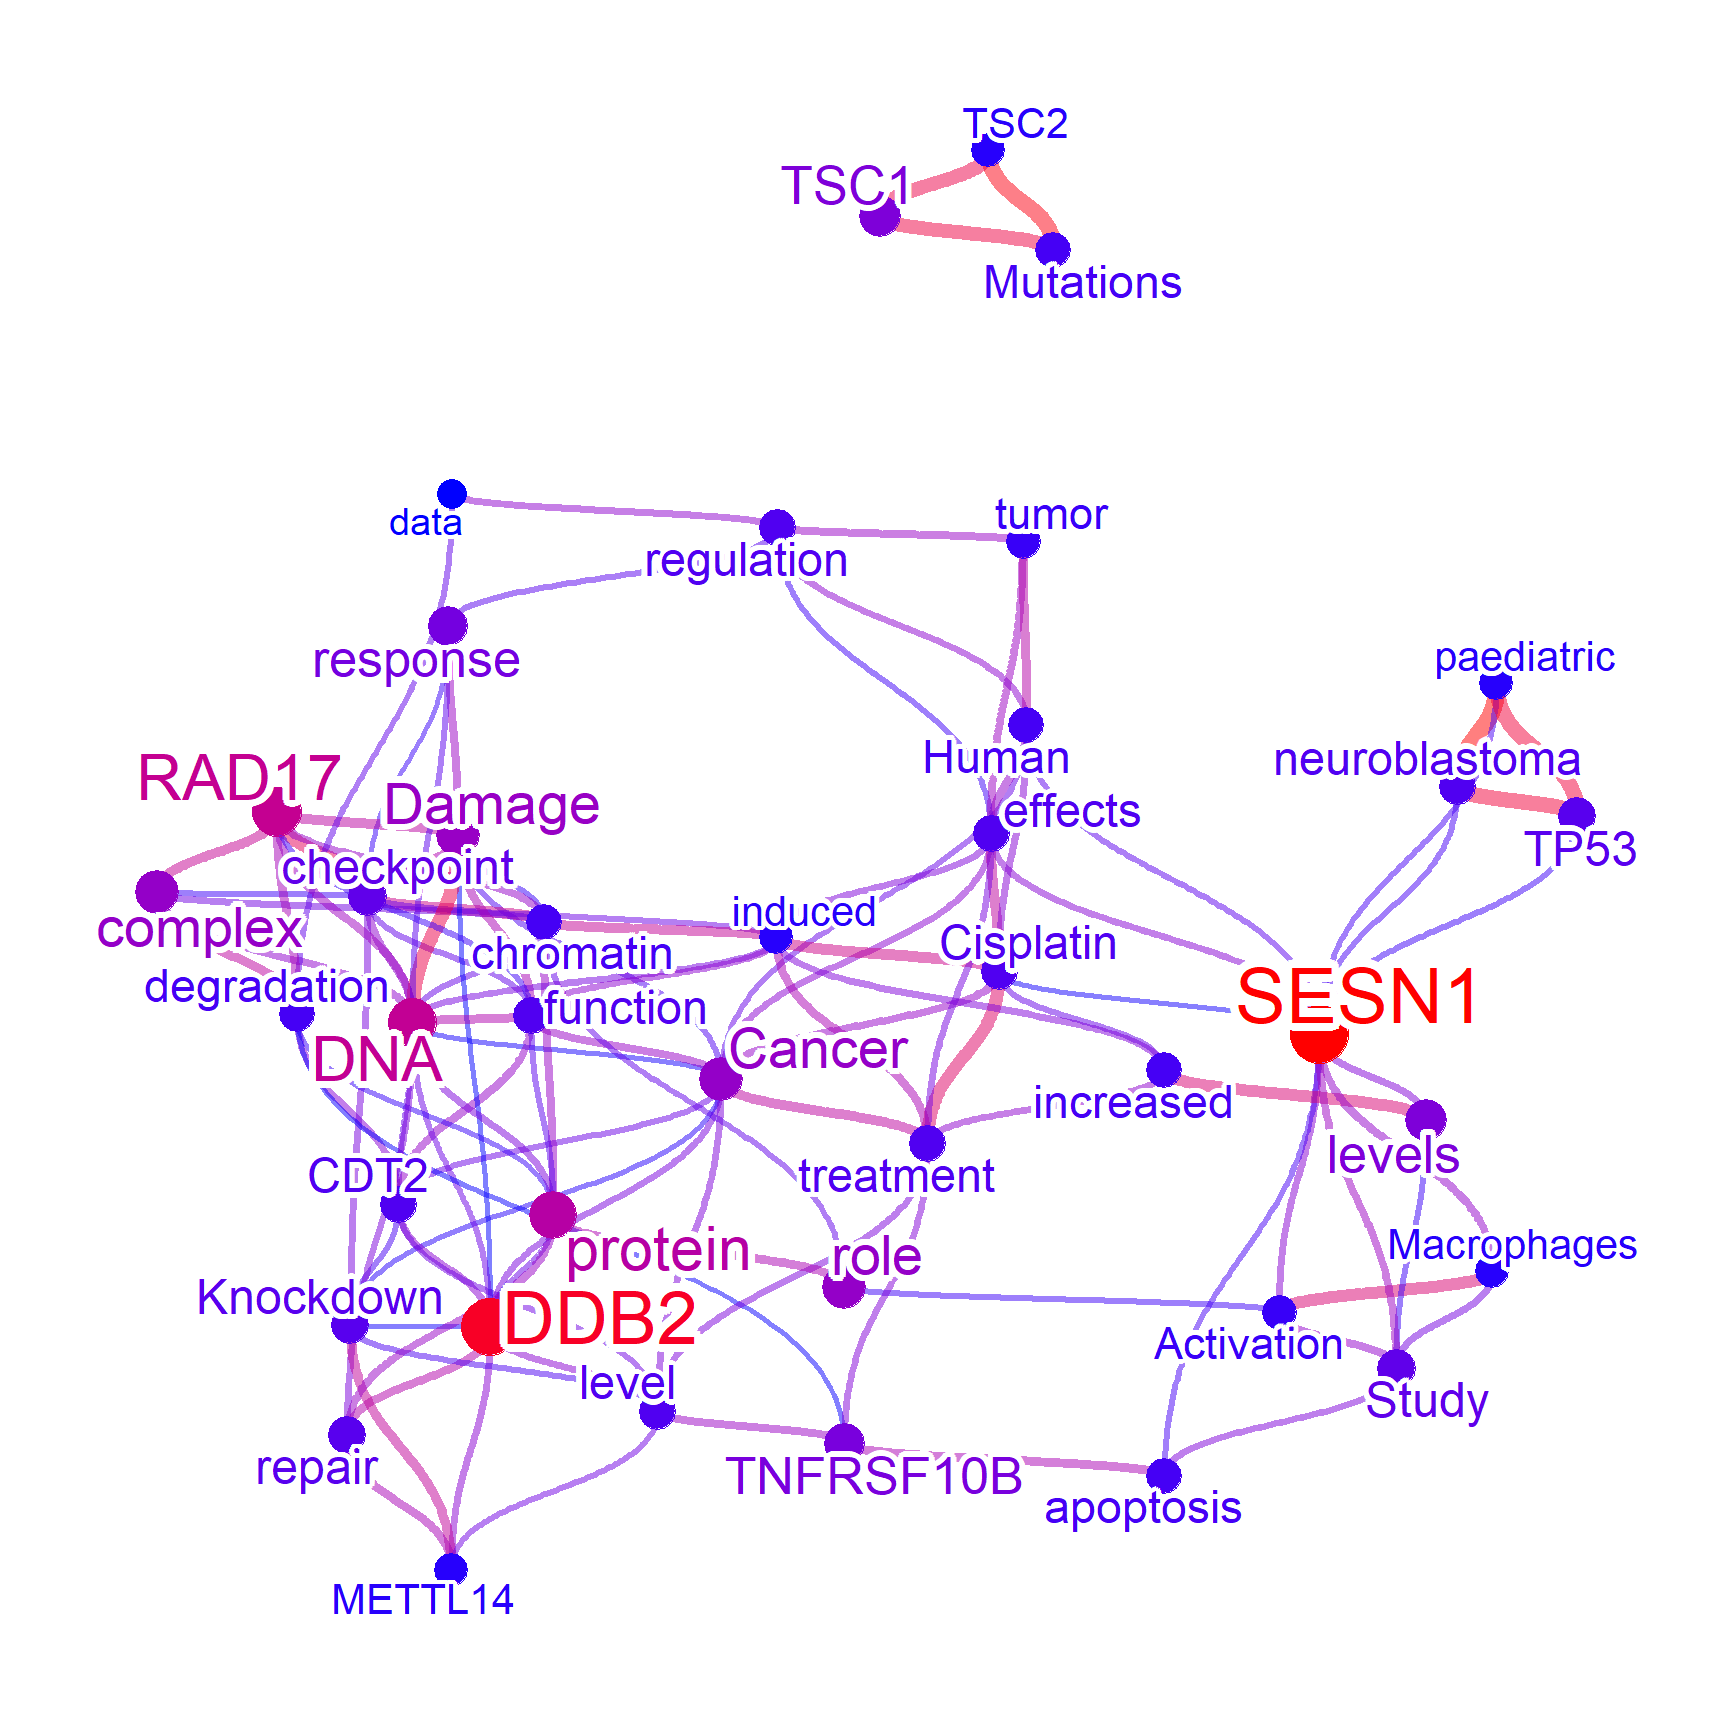 TSC2
TSC1
Mutations
data
tumor
regulation
response
paediatric
Human
neuroblastoma
RAD17
Damage
effects
TP53
checkpoint
induced
complex
chromatin
Cisplatin
degradation
function
SESN1
DNA
Cancer
increased
levels
CDT2
treatment
protein
role
Macrophages
Knockdown
DDB2
Activation
level
Study
repair
TNFRSF10B
apoptosis
METTL14